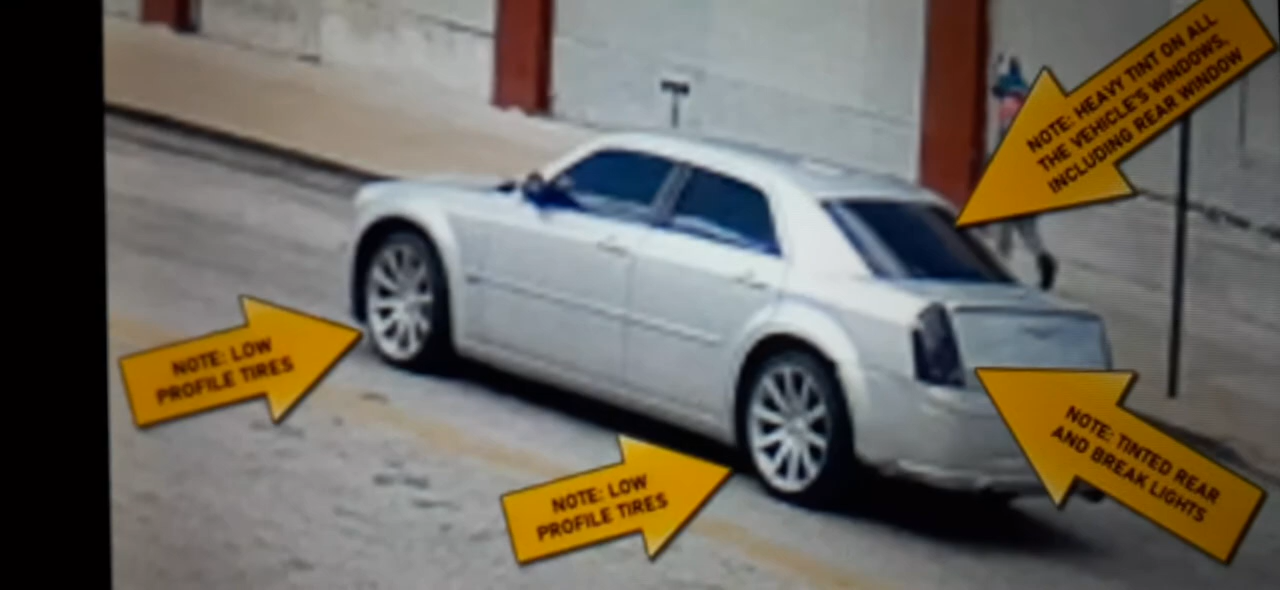 NOTE: HEAVY TINT ON ALL
THE VEHICLE'S WINDOWS,
INCLUDING REAR WINDOW
NOTE: LOW
PROFILE TIRES
NOTE: LOW
PROFILE TIRES
NOTE: TINTED REAR
AND BREAK LIGHTS